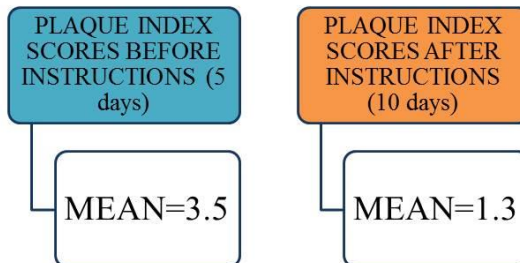 PLAQUE INDEX
SCORES BEFORE
INSTRUCTIONS (5
days)
MEAN=3.5
PLAQUE INDEX
SCORES AFTER
INSTRUCTIONS
(10 days)
MEAN=1.3